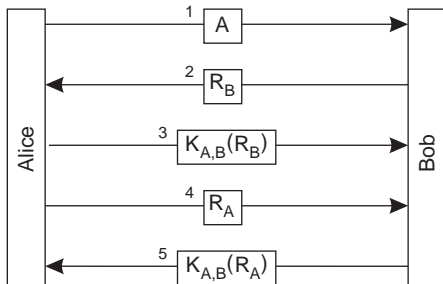 Alice
Bob
1 A
2 R_B
3 K_A,B(R_B)
4 R_A
5 K_A,B(R_A)